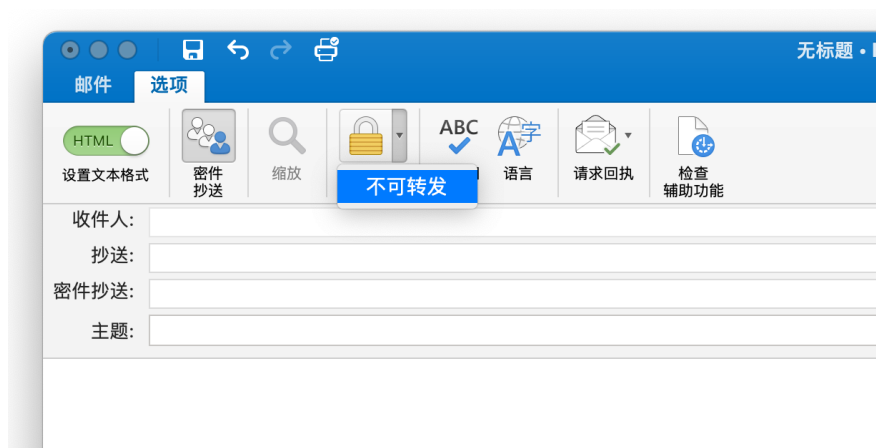 无标题 •
邮件 选项
HTML ABC
A字
设置文本格式 密件抄送 缩放 语言 请求回执 检查辅助功能
不可转发
收件人:
抄送:
密件抄送:
主题: